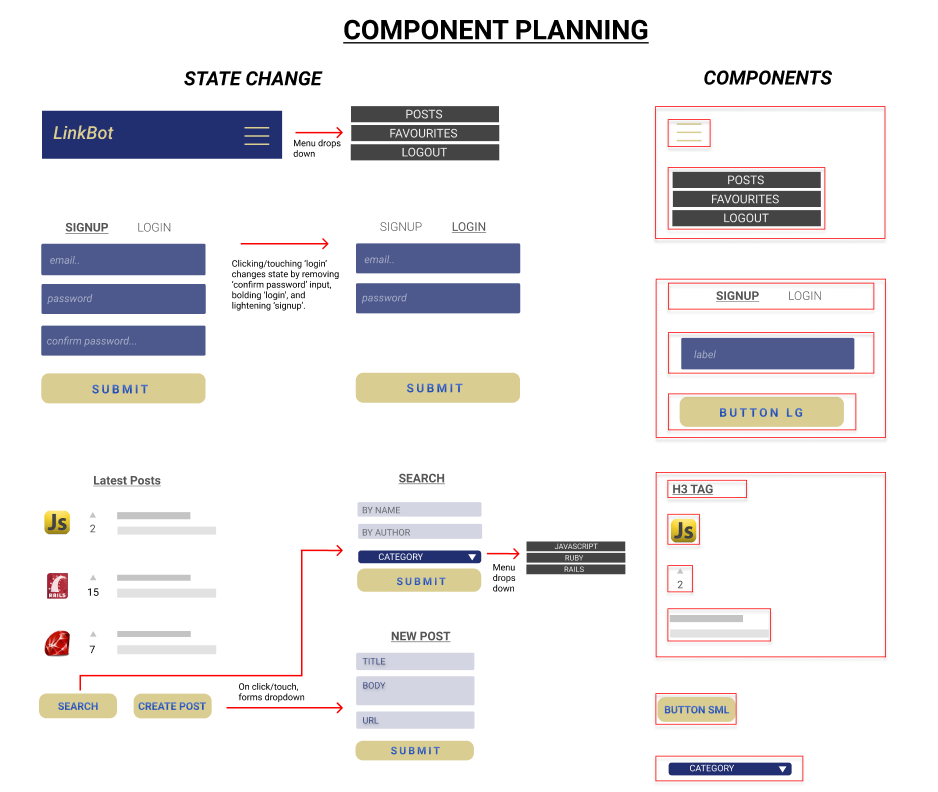 COMPONENT PLANNING
STATE CHANGE
COMPONENTS
LinkBot
Menu drops
down
POSTS
FAVOURITES
LOGOUT
POSTS
FAVOURITES
LOGOUT
SIGNUP LOGIN
email..
password
confirm password...
SUBMIT
Clicking/touching ‘login’
changes state by removing
‘confirm password’ input,
bolding ‘login’, and
lightening ‘signup’.
SIGNUP LOGIN
email..
password
SUBMIT
SIGNUP LOGIN
label
BUTTON LG
Latest Posts
Js
2
RAILS
15
7
SEARCH
CREATE POST
On click/touch,
forms dropdown
SEARCH
BY NAME
BY AUTHOR
CATEGORY
SUBMIT
Menu
drops
down
JAVASCRIPT
RUBY
RAILS
NEW POST
TITLE
BODY
URL
SUBMIT
H3 TAG
Js
2
BUTTON SML
CATEGORY